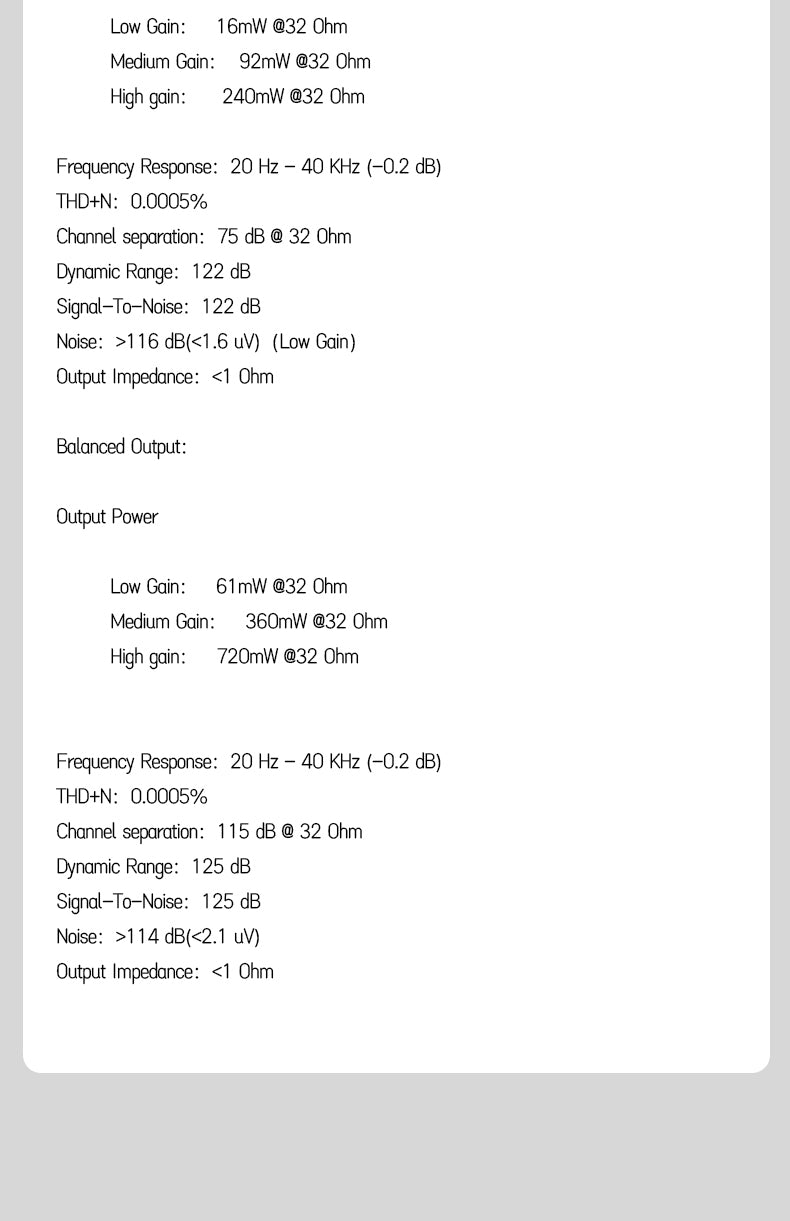 Low Gain: 16mW @32 Ohm
Medium Gain: 92mW @32 Ohm
High gain: 240mW @32 Ohm
Frequency Response: 20 Hz – 40 KHz (-0.2 dB)
THD+N: 0.0005%
Channel separation: 75 dB @ 32 Ohm
Dynamic Range: 122 dB
Signal-To-Noise: 122 dB
Noise: >116 dB(<1.6 uV) (Low Gain)
Output Impedance: <1 Ohm
Balanced Output:
Output Power
Low Gain: 61mW @32 Ohm
Medium Gain: 360mW @32 Ohm
High gain: 720mW @32 Ohm
Frequency Response: 20 Hz – 40 KHz (-0.2 dB)
THD+N: 0.0005%
Channel separation: 115 dB @ 32 Ohm
Dynamic Range: 125 dB
Signal-To-Noise: 125 dB
Noise: >114 dB(<2.1 uV)
Output Impedance: <1 Ohm